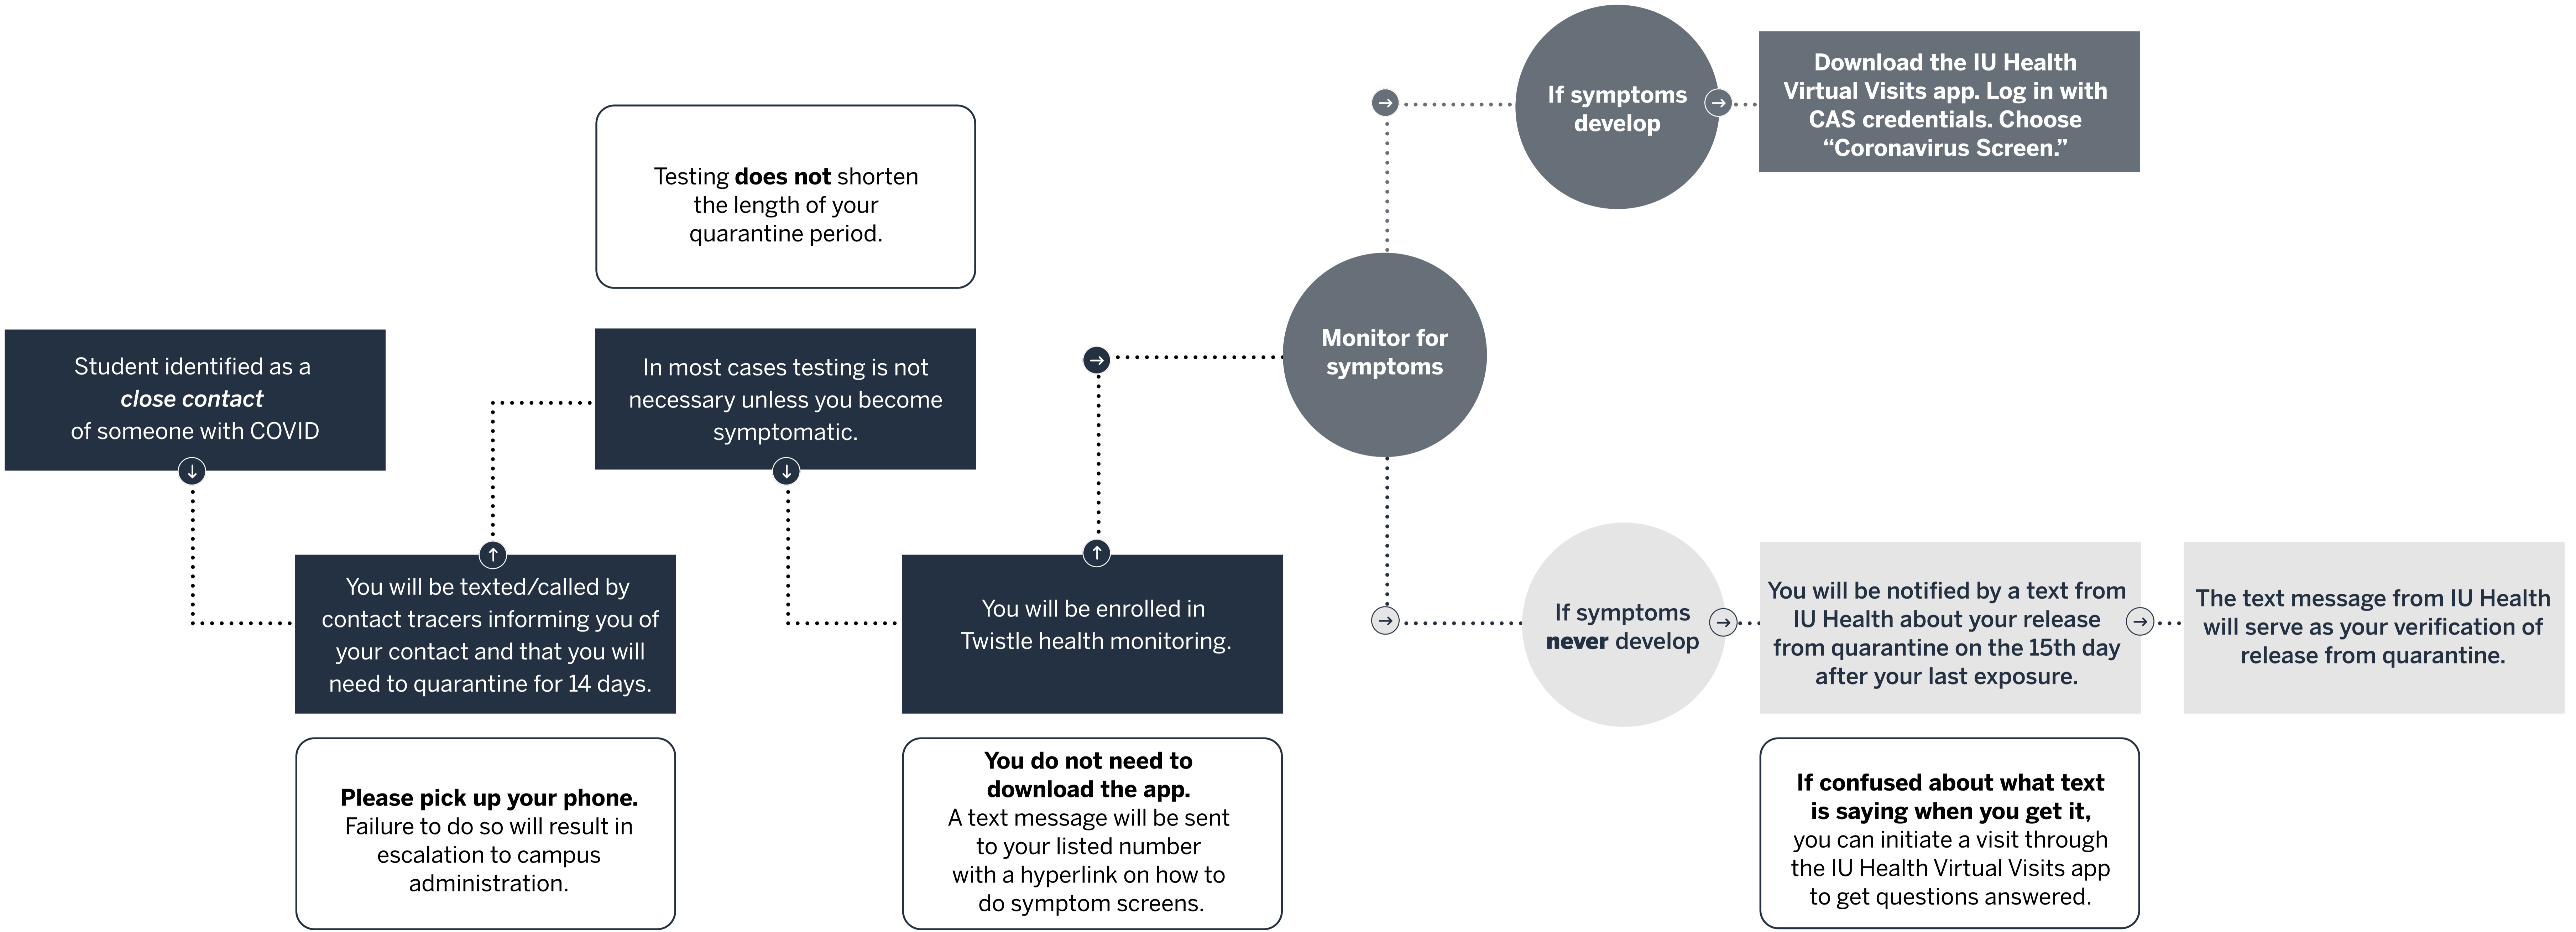 Student identified as a
close contact
of someone with COVID
You will be texted/called by
contact tracers informing you of
your contact and that you will
need to quarantine for 14 days.
Please pick up your phone.
Failure to do so will result in
escalation to campus
administration.
Testing does not shorten
the length of your
quarantine period.
In most cases testing is not
necessary unless you become
symptomatic.
You will be enrolled in
Twistle health monitoring.
You do not need to
download the app.
A text message will be sent
to your listed number
with a hyperlink on how to
do symptom screens.
Monitor for
symptoms
If symptoms
develop
Download the IU Health
Virtual Visits app. Log in with
CAS credentials. Choose
“Coronavirus Screen.”
If symptoms
never develop
You will be notified by a text from
IU Health about your release
from quarantine on the 15th day
after your last exposure.
If confused about what text
is saying when you get it,
you can initiate a visit through
the IU Health Virtual Visits app
to get questions answered.
The text message from IU Health
will serve as your verification of
release from quarantine.